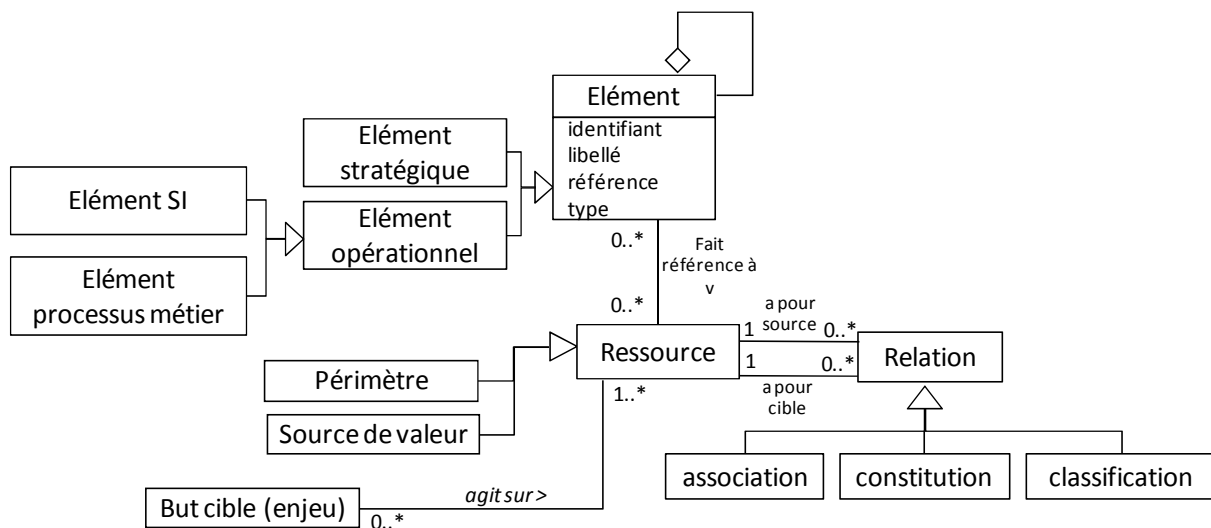 Elément
identifiant
libellé
référence
type
Elément
stratégique
Elément SI
Elément
opérationnel
Elément
processus métier
0..*
Fait
référence à
v
0..*
a pour
source
1
0..*
Ressource
Relation
1
0..*
a pour
cible
Périmètre
1..*
Source de valeur
association
constitution
classification
But cible (enjeu)
agit sur >
0..*